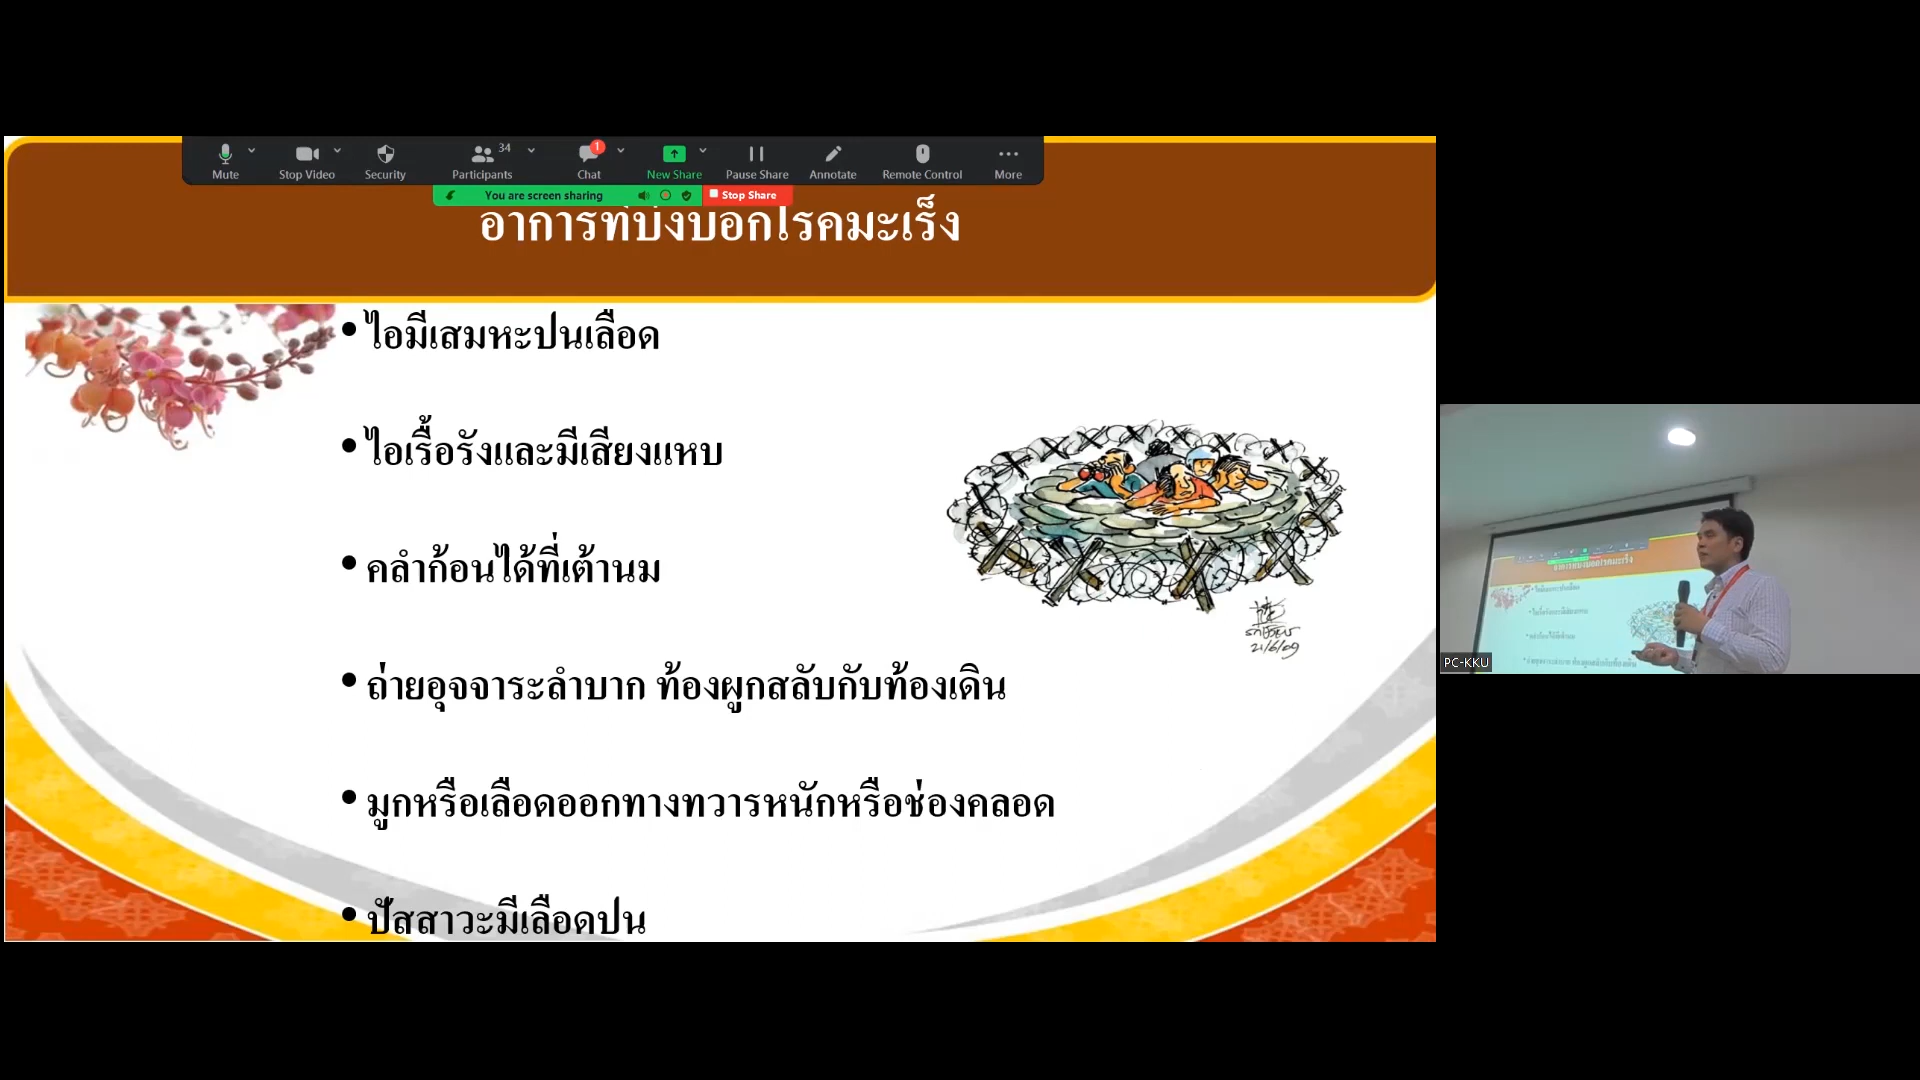 34
1
Mute
Stop Video
Security
Participants
Chat
New Share
Pause Share
Annotate
Remote Control
More
You are screen sharing
Stop Share
อาการที่บ่งบอกโรคมะเร็ง
• ไอมีเสมหะปนเลือด
• ไอเรื้อรังและมีเสียงแหบ
• คลำก้อนได้ที่เต้านม
• ถ่ายอุจจาระลำบาก ท้องผูกสลับกับท้องเดิน
• มูกหรือเลือดออกทางทวารหนักหรือช่องคลอด
• ปัสสาวะมีเลือดปน
21/6/09
PC-KKU